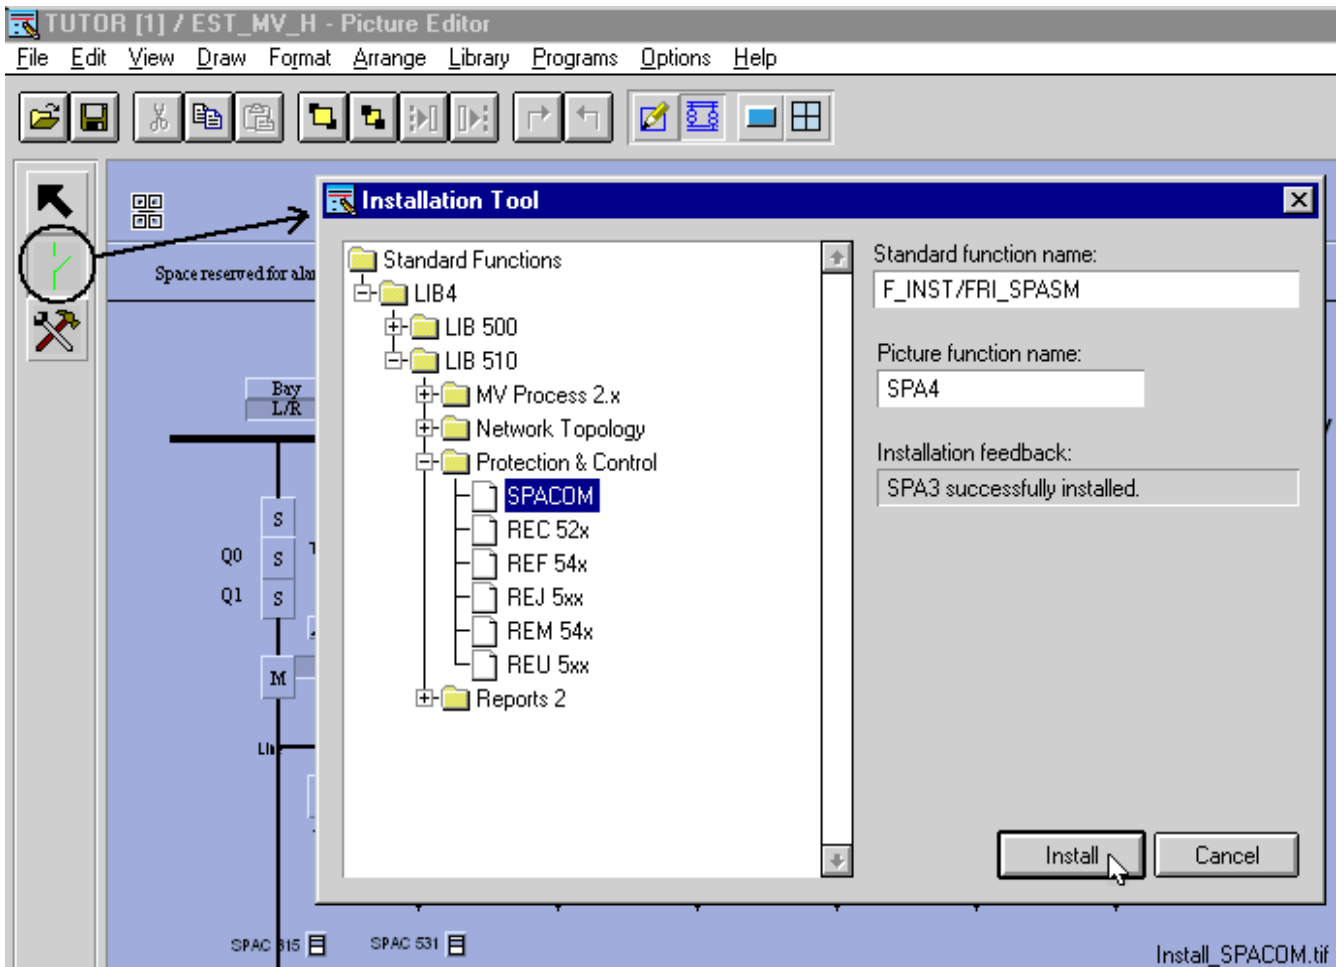 TUTOR [1] / EST_MV_H - Picture Editor
File Edit View Draw Format Arrange Library Programs Options Help
Installation Tool
Space reserved for alar
Standard Functions
LIB4
LIB 500
LIB 510
MV Process 2.x
Network Topology
Protection & Control
SPACOM
REC 52x
REF 54x
REJ 5xx
REM 54x
REU 5xx
Reports 2
Standard function name:
F_INST/FRI_SPASM
Picture function name:
SPA4
Installation feedback:
SPA3 successfully installed.
Install Cancel
Bay
L/R
S
Q0 S
Q1 S
M
SPAC 315 SPAC 531
Install_SPACOM.tif